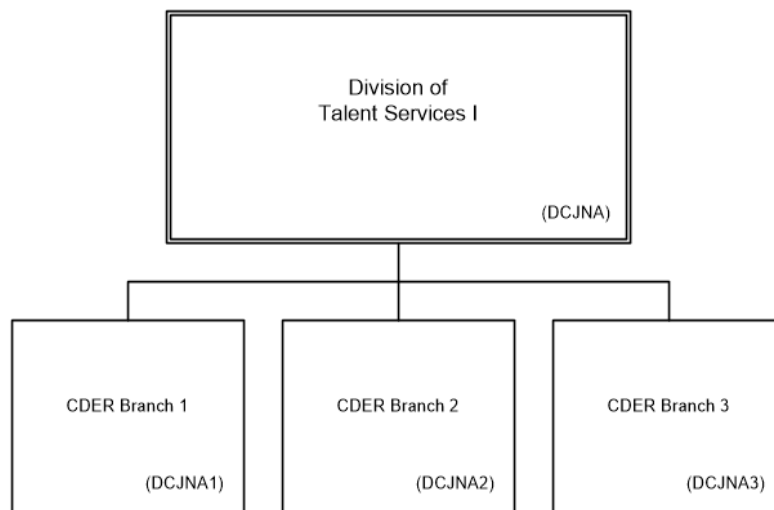 Division of
Talent Services I
(DCJNA)
CDER Branch 1
(DCJNA1)
CDER Branch 2
(DCJNA2)
CDER Branch 3
(DCJNA3)